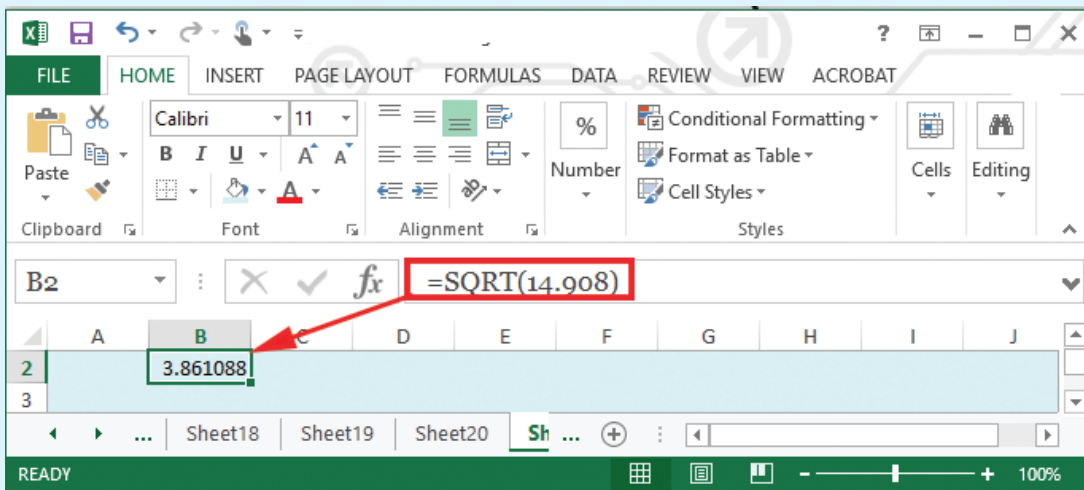 ?
FILE HOME INSERT PAGE LAYOUT FORMULAS DATA REVIEW VIEW ACROBAT
Paste
Calibri 11
B I U A A
A
%
Number
Conditional Formatting
Format as Table
Cell Styles
Cells
Editing
Clipboard Font Alignment Styles
B2 fx =SQRT(14.908)
A B C D E F G H I J
2 3.861088
3
... Sheet18 Sheet19 Sheet20 Sh ...
READY 100%